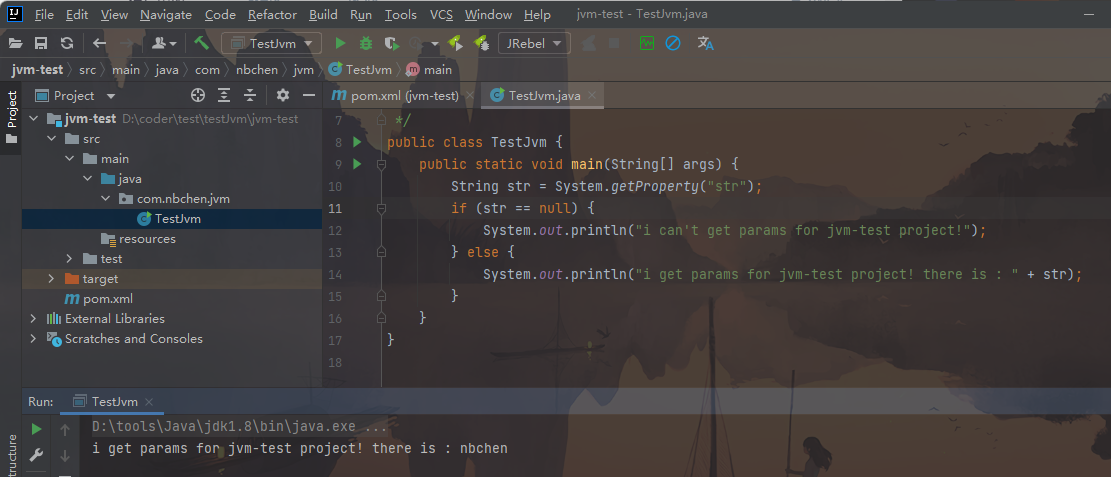 File Edit View Navigate Code Refactor Build Run Tools VCS Window Help jvm-test - TestJvm.java
TestJvm JRebel
jvm-test src main java com nbchen jvm TestJvm main
Project
Project
jvm-test D:\coder\test\testJvm\jvm-test
src
main
java
com.nbchen.jvm
TestJvm
resources
test
target
pom.xml
External Libraries
Scratches and Consoles
pom.xml (jvm-test) TestJvm.java
7 */
8 public class TestJvm {
9 public static void main(String[] args) {
10 String str = System.getProperty("str");
11 if (str == null) {
12 System.out.println("i can't get params for jvm-test project!");
13 } else {
14 System.out.println("i get params for jvm-test project! there is : " + str);
15 }
16 }
17 }
18
Run: TestJvm
D:\tools\Java\jdk1.8\bin\java.exe ...
i get params for jvm-test project! there is : nbchen
ructure